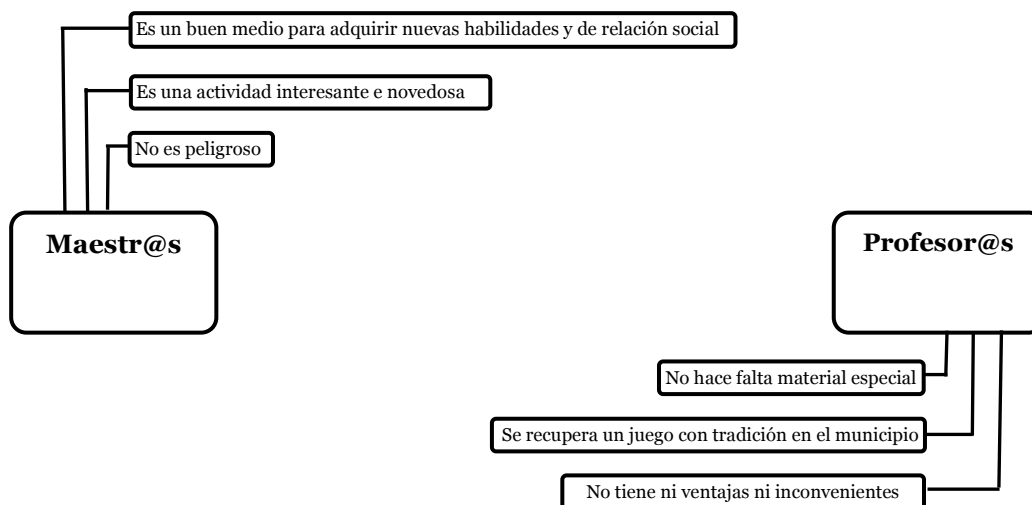 Es un buen medio para adquirir nuevas habilidades y de relación social
Es una actividad interesante e novedosa
No es peligroso
Maestr@s
Profesor@s
No hace falta material especial
Se recupera un juego con tradición en el municipio
No tiene ni ventajas ni inconvenientes